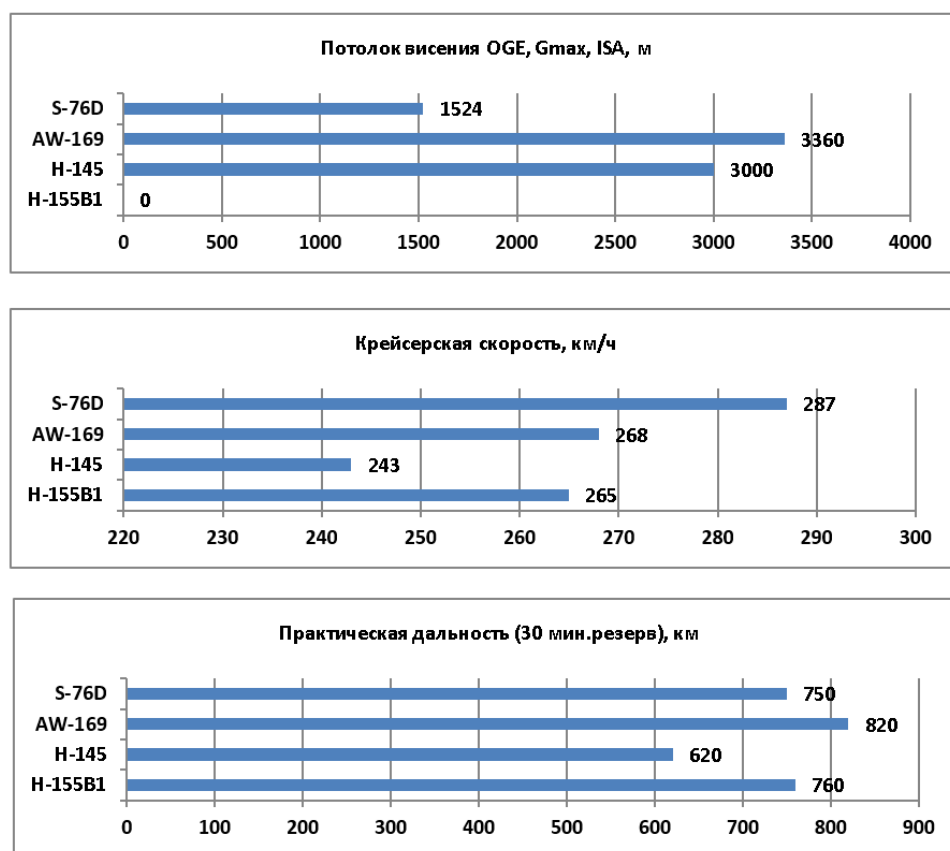 Потолок висения OGE, Gmax, ISA, м
S-76D 1524
AW-169 3360
H-145 3000
H-155B1 0
0 500 1000 1500 2000 2500 3000 3500 4000
Крейсерская скорость, км/ч
S-76D 287
AW-169 268
H-145 243
H-155B1 265
220 230 240 250 260 270 280 290 300
Практическая дальность (30 мин.резерв), км
S-76D 750
AW-169 820
H-145 620
H-155B1 760
0 100 200 300 400 500 600 700 800 900